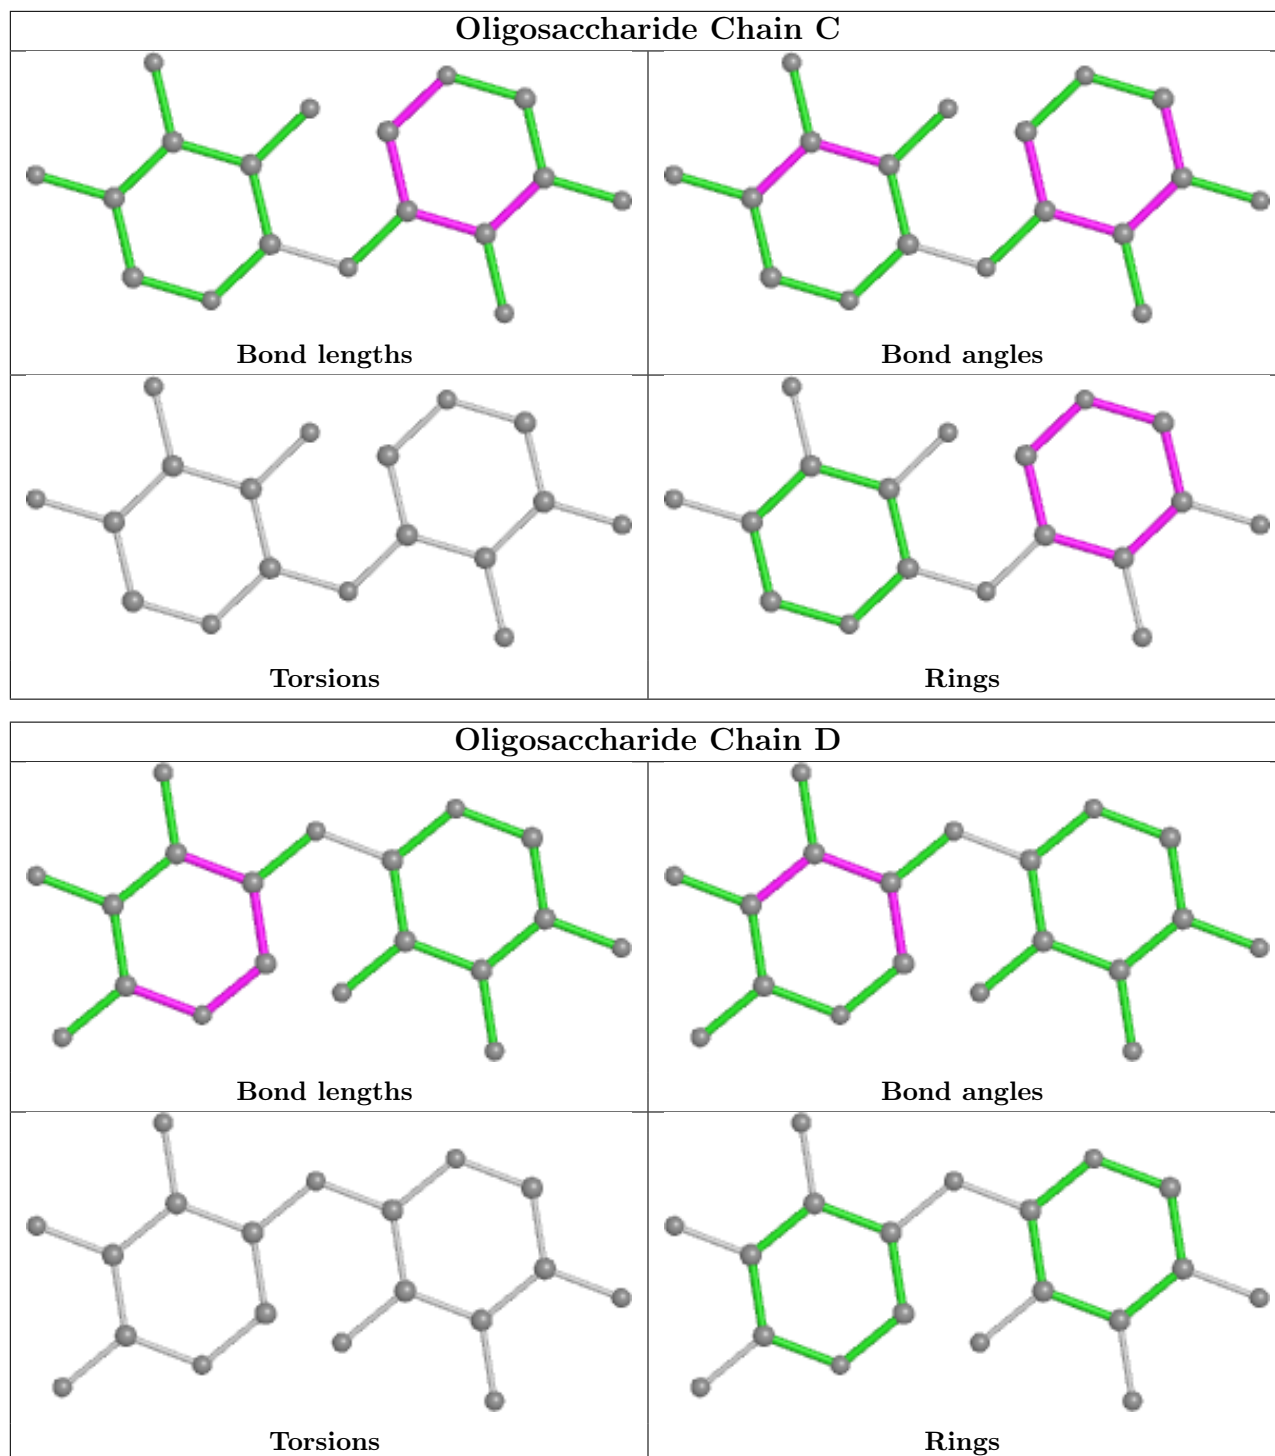 Oligosaccharide Chain C
Bond lengths
Bond angles
Torsions
Rings
Oligosaccharide Chain D
Bond lengths
Bond angles
Torsions
Rings